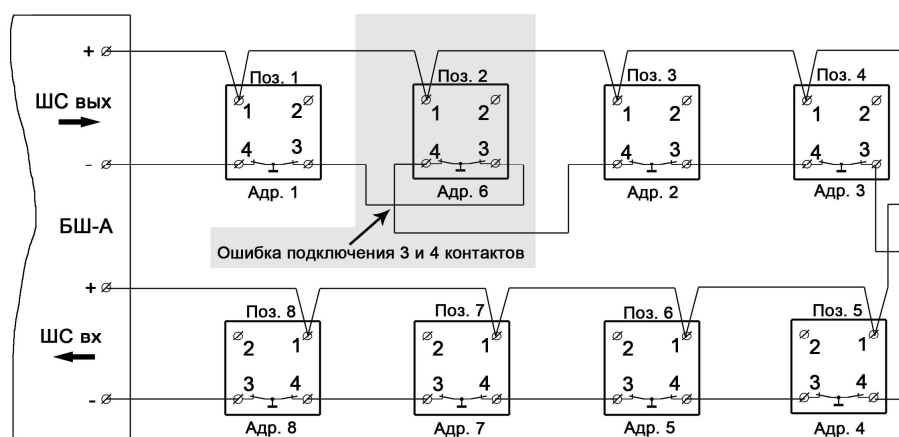 +
Поз. 1
Поз. 2
Поз. 3
Поз. 4
ШС вых
1 2
1 2
1 2
1 2
4 3
4 3
4 3
4 3
-
Адр. 1
Адр. 6
Адр. 2
Адр. 3
БШ-А
Ошибка подключения 3 и 4 контактов
+
Поз. 8
Поз. 7
Поз. 6
Поз. 5
ШС вх
2 1
2 1
2 1
2 1
3 4
3 4
3 4
3 4
-
Адр. 8
Адр. 7
Адр. 5
Адр. 4